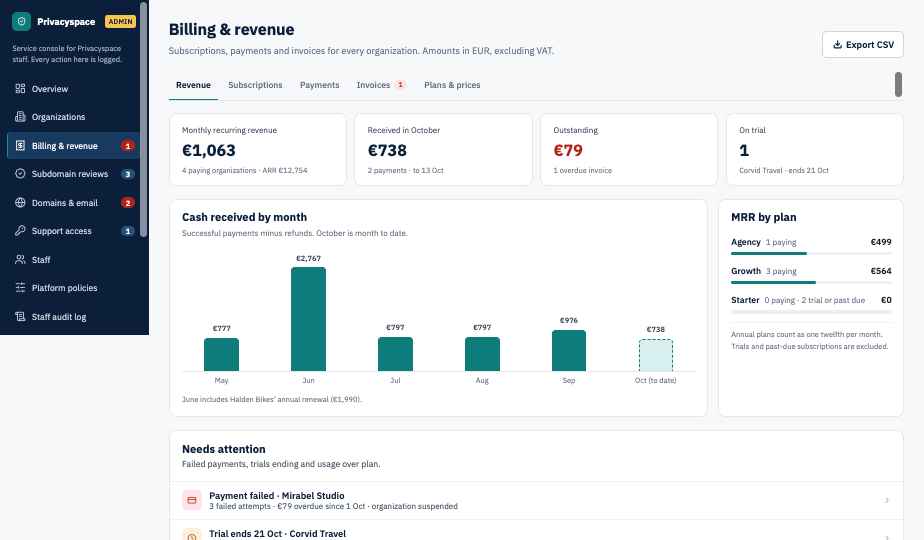 Privacyspace ADMIN
Service console for Privacyspace
staff. Every action here is logged.
Overview
Organizations
Billing & revenue 1
Subdomain reviews 3
Domains & email 2
Support access 1
Staff
Platform policies
Staff audit log
Billing & revenue
Subscriptions, payments and invoices for every organization. Amounts in EUR, excluding VAT.
Export CSV
Revenue Subscriptions Payments Invoices 1 Plans & prices
Monthly recurring revenue
€1,063
4 paying organizations · ARR €12,754
Received in October
€738
2 payments · to 13 Oct
Outstanding
€79
1 overdue invoice
On trial
1
Corvid Travel · ends 21 Oct
Cash received by month
Successful payments minus refunds. October is month to date.
€777 €2,767 €797 €797 €976 €738
May Jun Jul Aug Sep Oct (to date)
June includes Halden Bikes' annual renewal (€1,990).
MRR by plan
Agency 1 paying €499
Growth 3 paying €564
Starter 0 paying · 2 trial or past due €0
Annual plans count as one twelfth per month.
Trials and past-due subscriptions are excluded.
Needs attention
Failed payments, trials ending and usage over plan.
Payment failed · Mirabel Studio
3 failed attempts · €79 overdue since 1 Oct · organization suspended
Trial ends 21 Oct · Corvid Travel